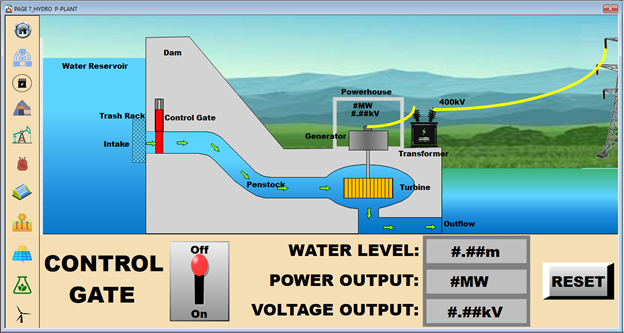 PAGE 7_HYDRO P-PLANT
Dam
Water Reservoir
Powerhouse
#MW
#.##kV
400kV
Trash Rack
Control Gate
Generator
Intake
Transformer
Penstock
Turbine
Outflow
CONTROL
GATE
Off
On
WATER LEVEL:
#.##m
POWER OUTPUT:
#MW
VOLTAGE OUTPUT:
#.##kV
RESET